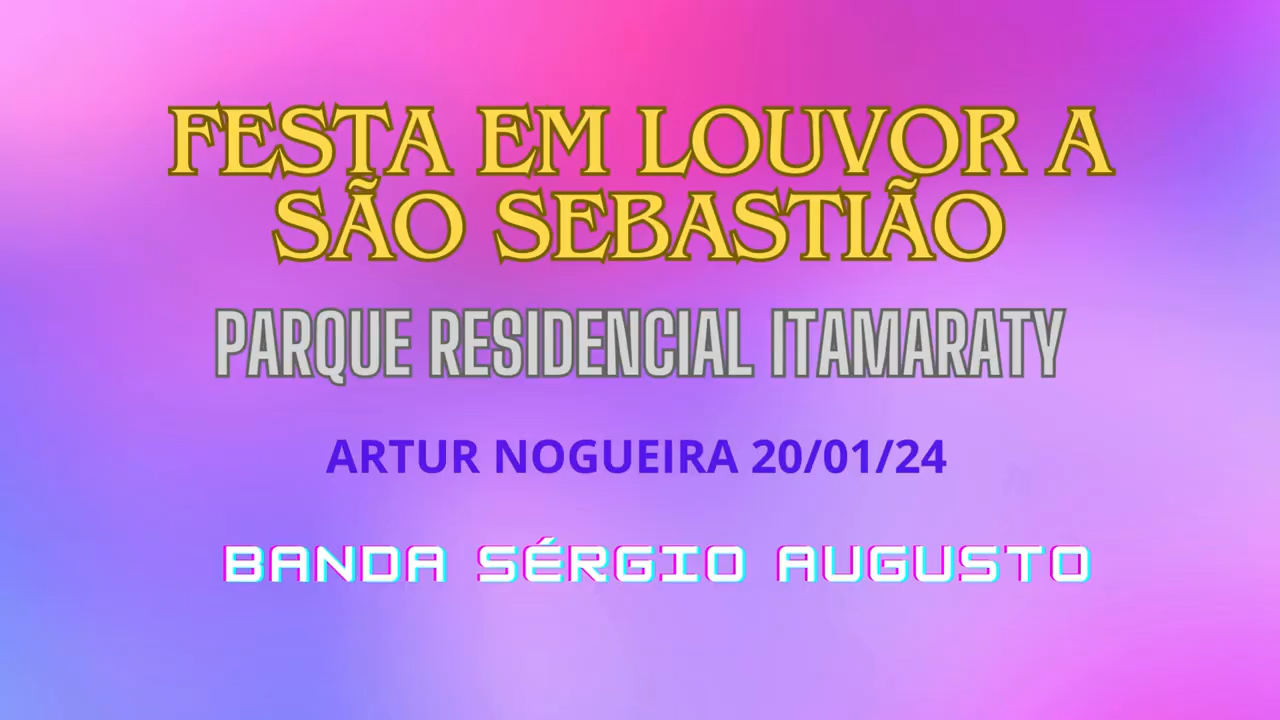 FESTA EM LOUVOR A
SÃO SEBASTIÃO
PARQUE RESIDENCIAL ITAMARATY
ARTUR NOGUEIRA 20/01/24
BANDA SÉRGIO AUGUSTO